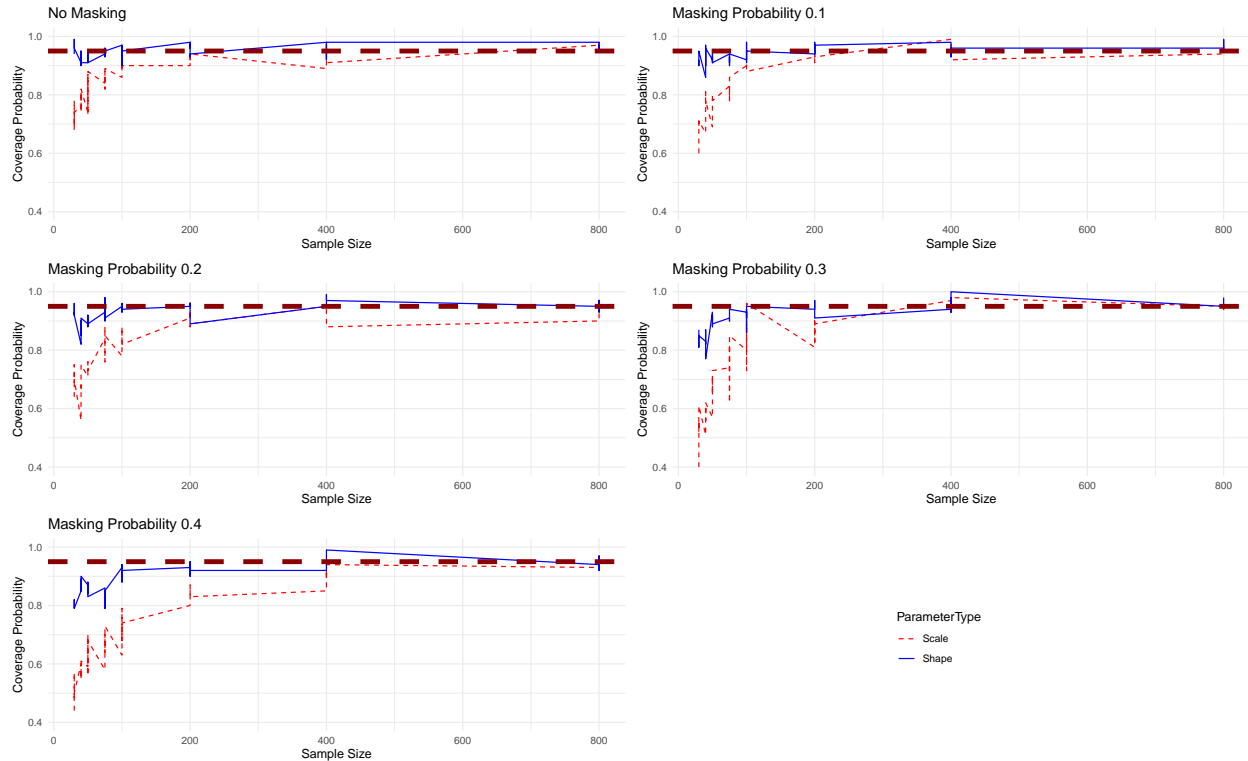 No Masking
1.0
0.8
0.6
0.4
Coverage Probability
0
200
400
600
800
Sample Size
Masking Probability 0.1
1.0
0.8
0.6
0.4
Coverage Probability
0
200
400
600
800
Sample Size
Masking Probability 0.2
1.0
0.8
0.6
0.4
Coverage Probability
0
200
400
600
800
Sample Size
Masking Probability 0.3
1.0
0.8
0.6
0.4
Coverage Probability
0
200
400
600
800
Sample Size
Masking Probability 0.4
1.0
0.8
0.6
0.4
Coverage Probability
0
200
400
600
800
Sample Size
ParameterType
Scale
Shape